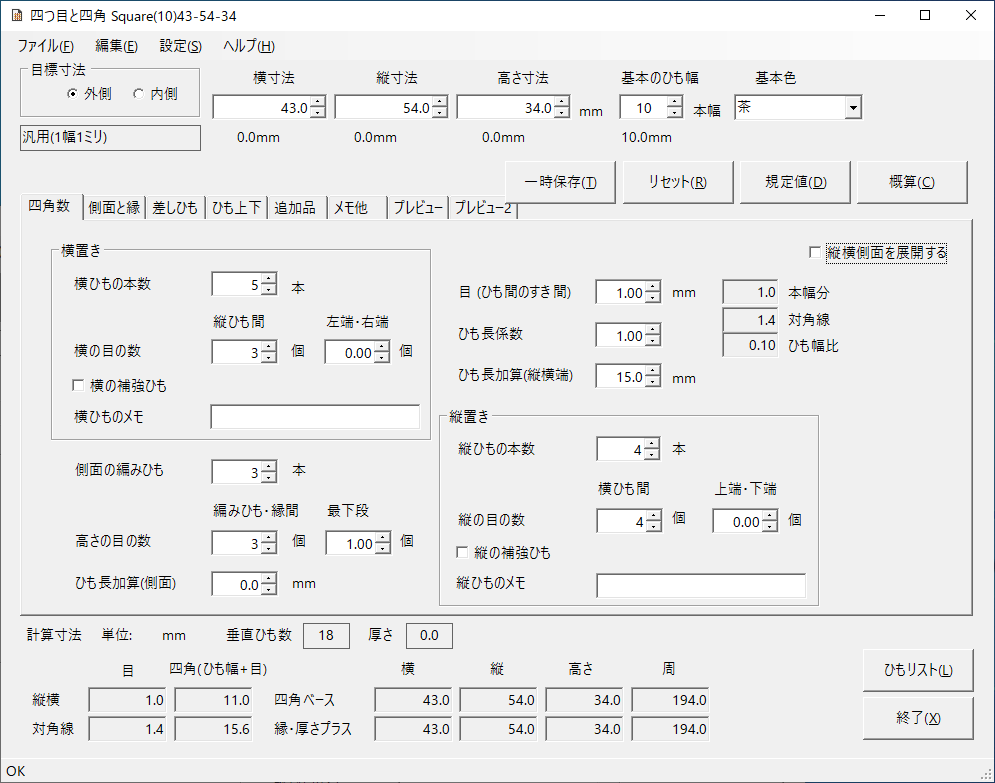 四つ目と四角 Square(10)43-54-34
ファイル(F) 編集(E) 設定(S) ヘルプ(H)
目標寸法
外側 内側
汎用(1幅1ミリ)
横寸法 縦寸法 高さ寸法 基本のひも幅 基本色
43.0 54.0 34.0 mm 10 本幅 茶
0.0mm 0.0mm 0.0mm 10.0mm
一時保存(T) リセット(R) 規定値(D) 概算(C)
四角数 側面と縁 差しひも ひも上下 追加品 メモ他 プレビュー プレビュー2
縦横側面を展開する
横置き
横ひもの本数 5 本
縦ひも間 左端・右端
横の目の数 3 個 0.00 個
横の補強ひも
横ひものメモ
側面の編みひも 3 本
編みひも・縁間 最下段
高さの目の数 3 個 1.00 個
ひも長加算(側面) 0.0 mm
目 (ひも間のすき間) 1.00 mm
ひも長係数 1.00
ひも長加算(縦横端) 15.0 mm
1.0 本幅分
1.4 対角線
0.10 ひも幅比
縦置き
縦ひもの本数 4 本
横ひも間 上端・下端
縦の目の数 4 個 0.00 個
縦の補強ひも
縦ひものメモ
計算寸法 単位: mm 垂直ひも数 18 厚さ 0.0
目 四角(ひも幅+目) 横 縦 高さ 周
縦横 1.0 11.0 四角ベース 43.0 54.0 34.0 194.0
対角線 1.4 15.6 縁・厚さプラス 43.0 54.0 34.0 194.0
ひもリスト(L)
終了(X)
OK